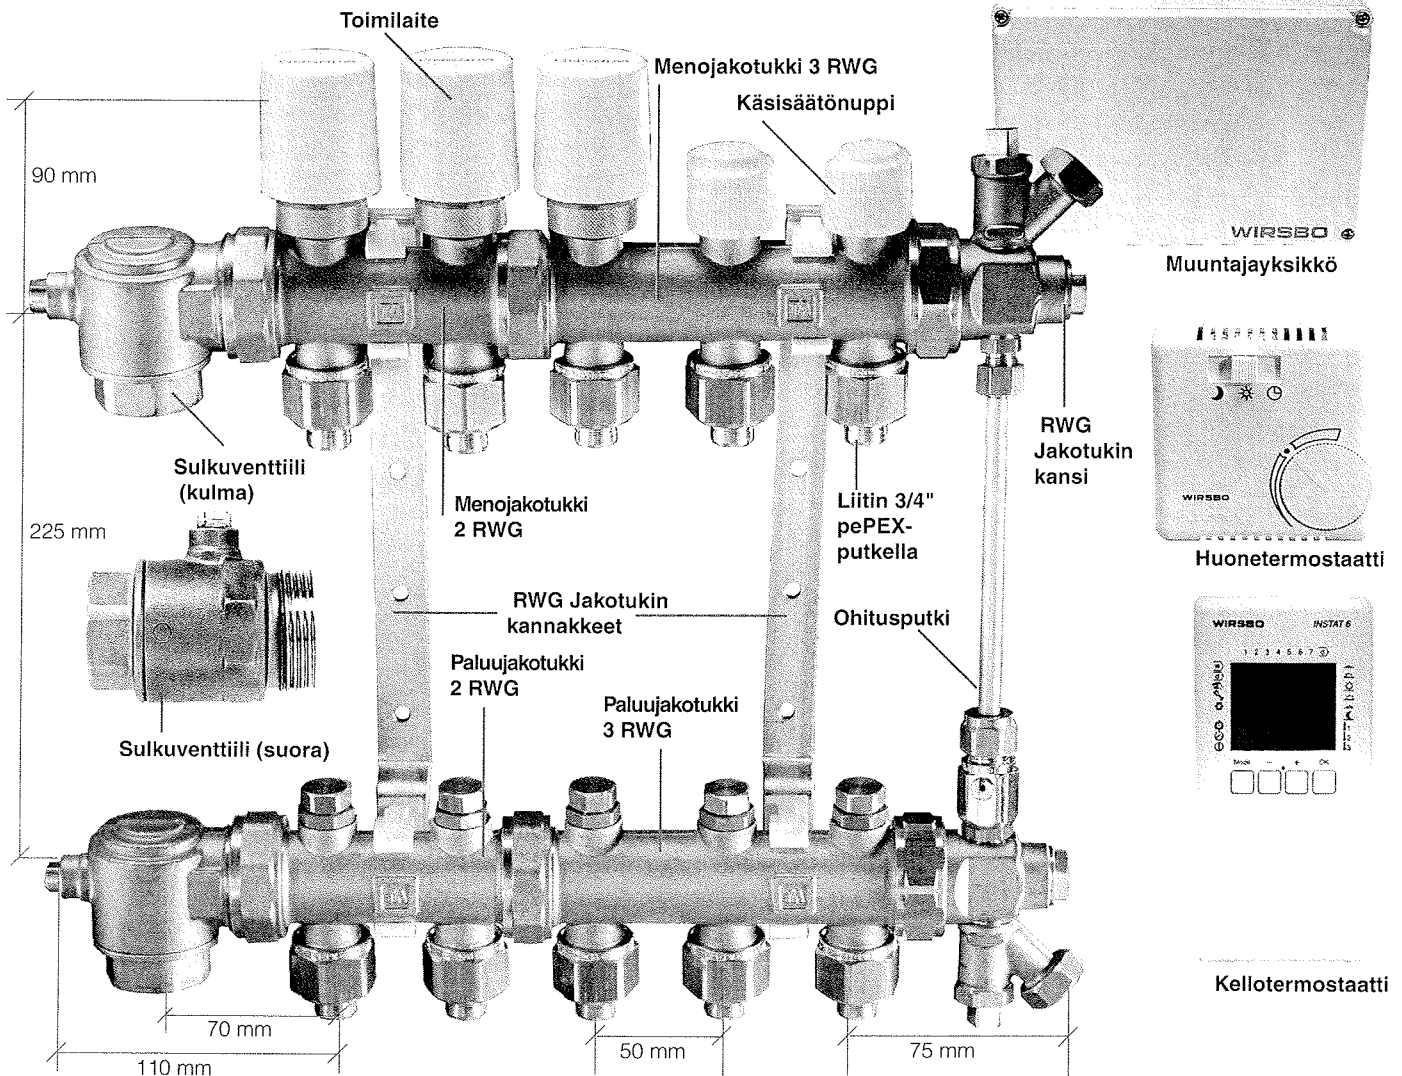 Toimilaite
Menojakotukki 3 RWG
Käsisäätönuppi
90 mm
WIRSBO
Muuntajayksikkö
RWG
Jakotukin
kansi
Sulkuventtiili
(kulma)
Menojakotukki
2 RWG
Liitin 3/4"
pePEX-
putkella
WIRSBO
Huonetermostaatti
225 mm
RWG Jakotukin
kannakkeet
Ohitusputki
WIRSBO INSTAT 6
1 2 3 4 5 6 7
Paluujakotukki
2 RWG
Paluujakotukki
3 RWG
Sulkuventtiili (suora)
Mode − + OK
Kellotermostaatti
70 mm
50 mm
75 mm
110 mm